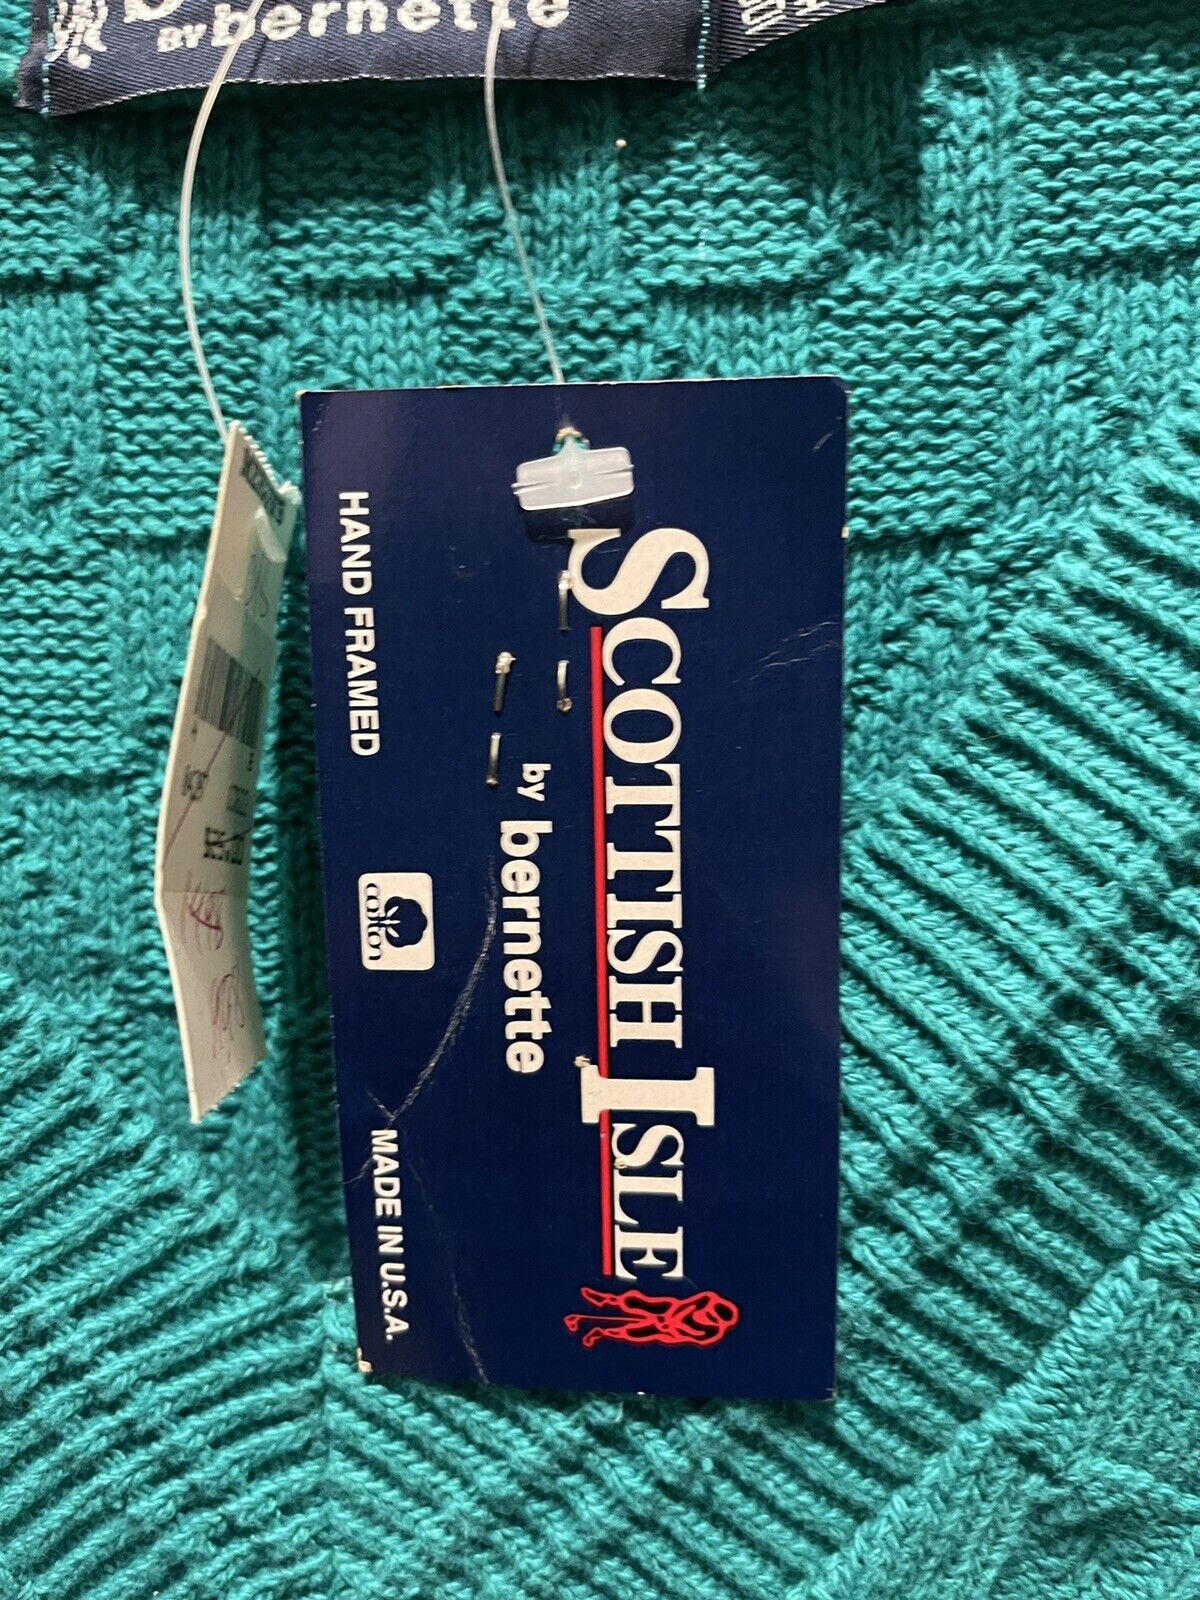 BY bernette
SCOTTISH ISLE
by bernette
HAND FRAMED
cotton
MADE IN U.S.A.